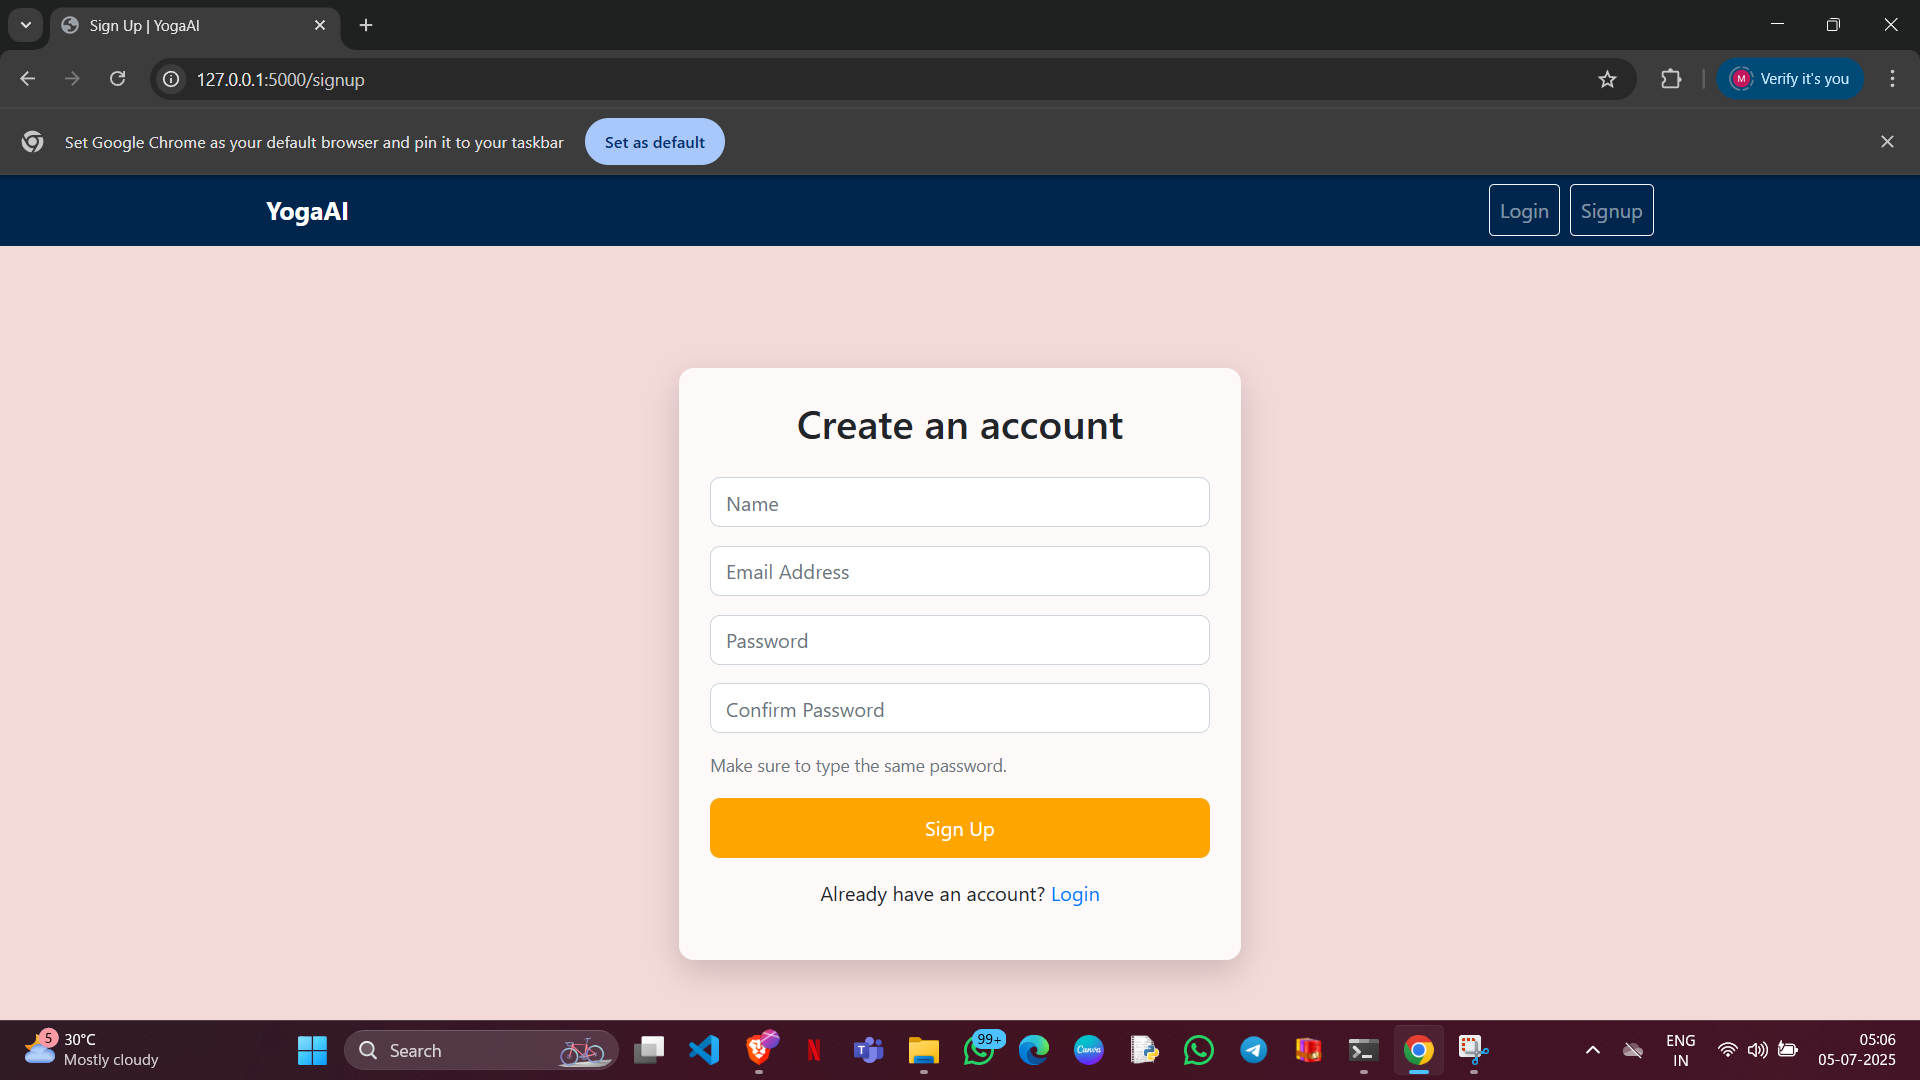 Sign Up | YogaAI
127.0.0.1:5000/signup
M
Verify it's you
Set Google Chrome as your default browser and pin it to your taskbar
Set as default
YogaAI
Login
Signup
Create an account
Name
Email Address
Password
Confirm Password
Make sure to type the same password.
Sign Up
Already have an account? Login
5
30°C
Mostly cloudy
Search
N
T
99+
Canva
ENG
IN
05:06
05-07-2025